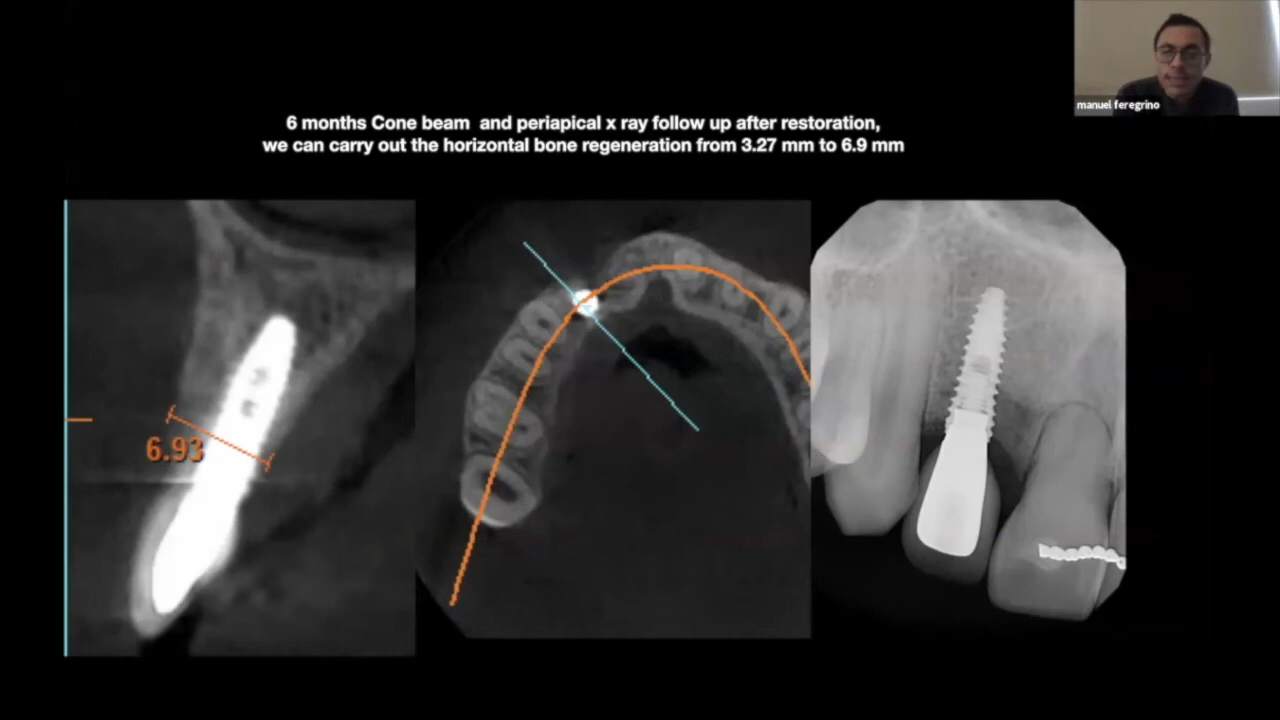 manuel feregrino
6 months Cone beam and periapical x ray follow up after restoration,
we can carry out the horizontal bone regeneration from 3.27 mm to 6.9 mm
6.93